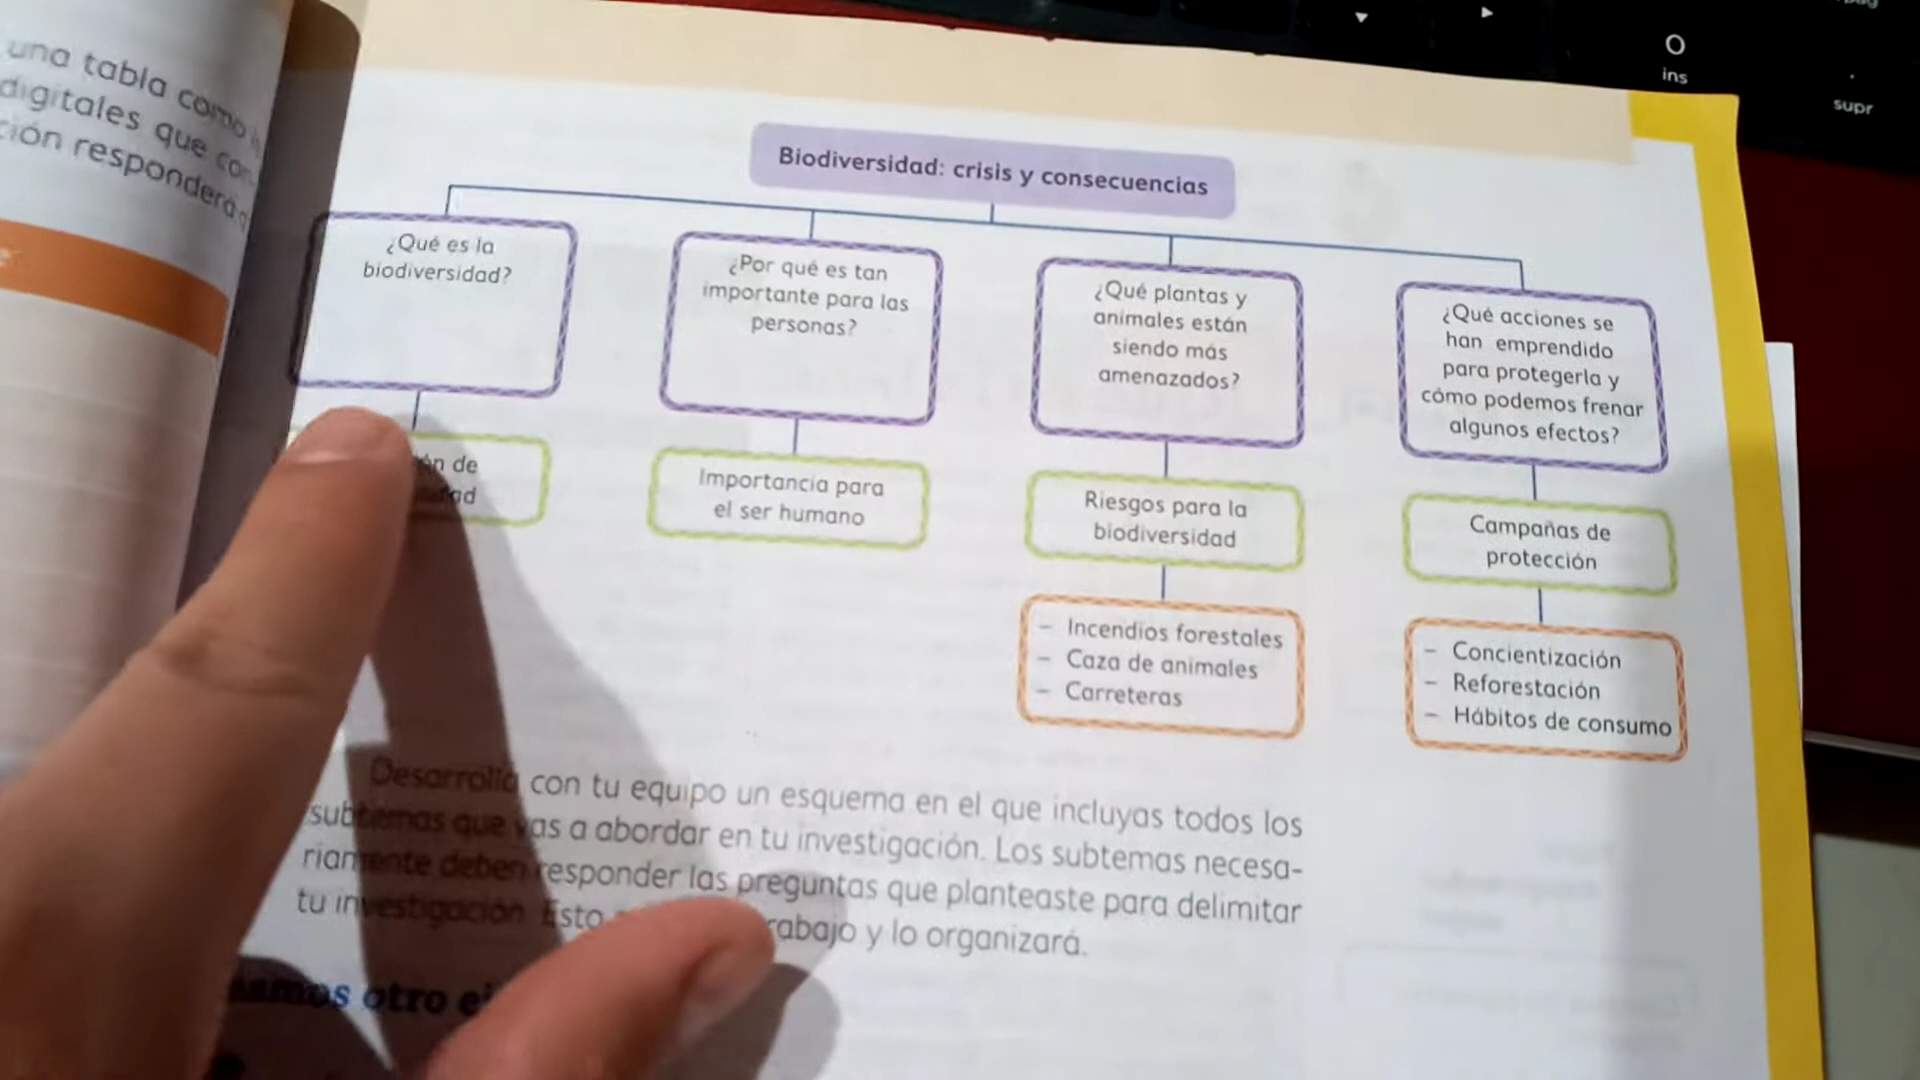 una tabla como
digitales que
responderá
Biodiversidad: crisis y consecuencias
¿Qué es la
biodiversidad?
¿Por qué es tan
importante para las
personas?
¿Qué plantas y
animales están
siendo más
amenazados?
¿Qué acciones se
han emprendido
para protegerla y
cómo podemos frenar
algunos efectos?
de
Importancia para
el ser humano
Riesgos para la
biodiversidad
Campañas de
protección
– Incendios forestales
– Caza de animales
– Carreteras
– Concientización
– Reforestación
– Hábitos de consumo
Desarrolla con tu equipo un esquema en el que incluyas todos los
subtemas que vas a abordar en tu investigación. Los subtemas necesa-
riamente deben responder las preguntas que planteaste para delimitar
tu investigación. Esto
rabajo y lo organizará.
otro
ins
supr